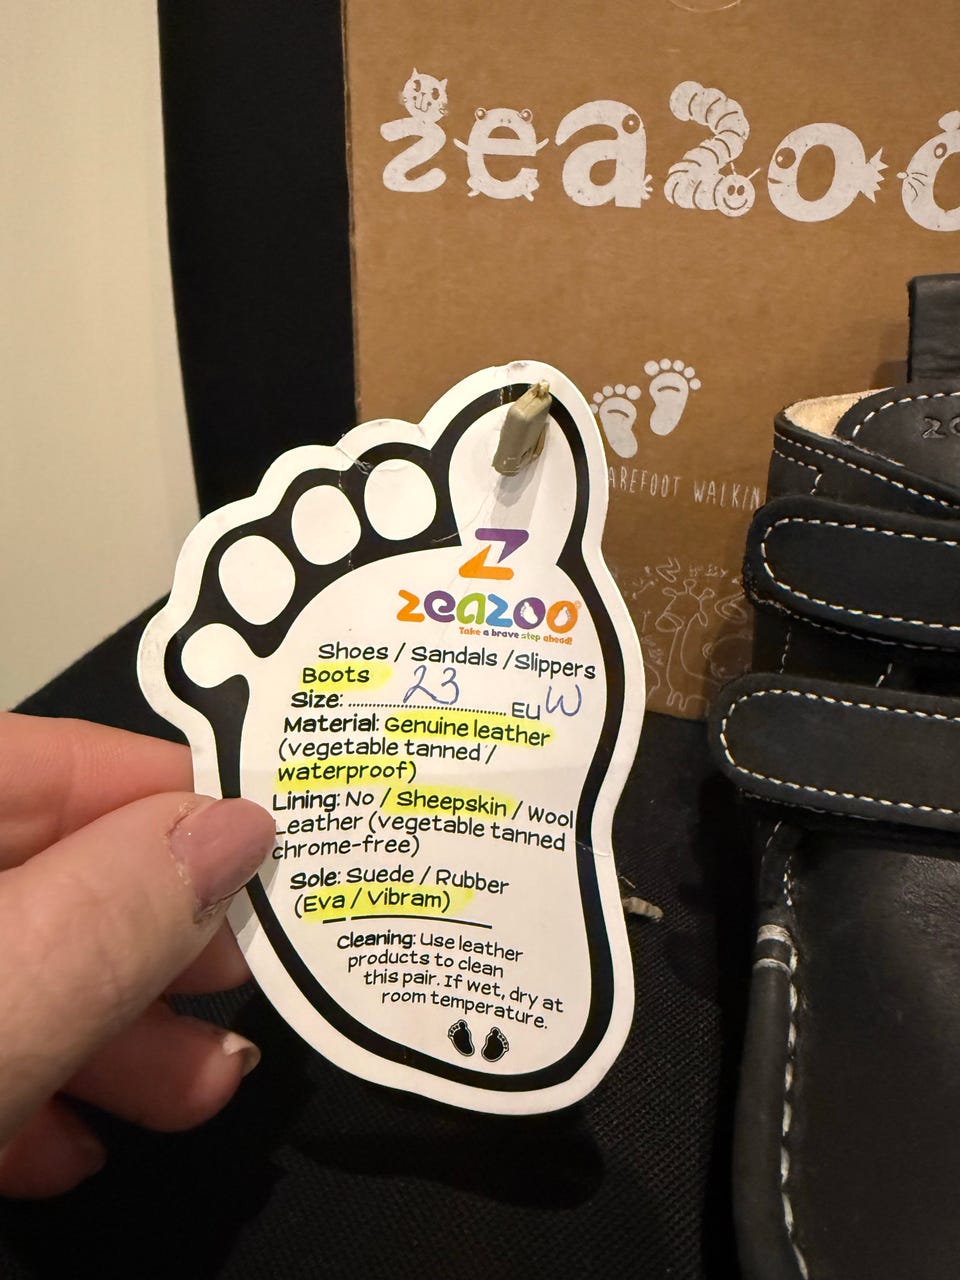 zeazoo
BAREFOOT WALKIN
ze
Z
zeazoo®
Take a brave step ahead!
Shoes / Sandals / Slippers
Boots
Size: 23 EU W
Material: Genuine leather
(vegetable tanned /
waterproof)
Lining: No / Sheepskin / Wool
Leather (vegetable tanned
chrome-free)
Sole: Suede / Rubber
(Eva / Vibram)
Cleaning: Use leather
products to clean
this pair. If wet, dry at
room temperature.